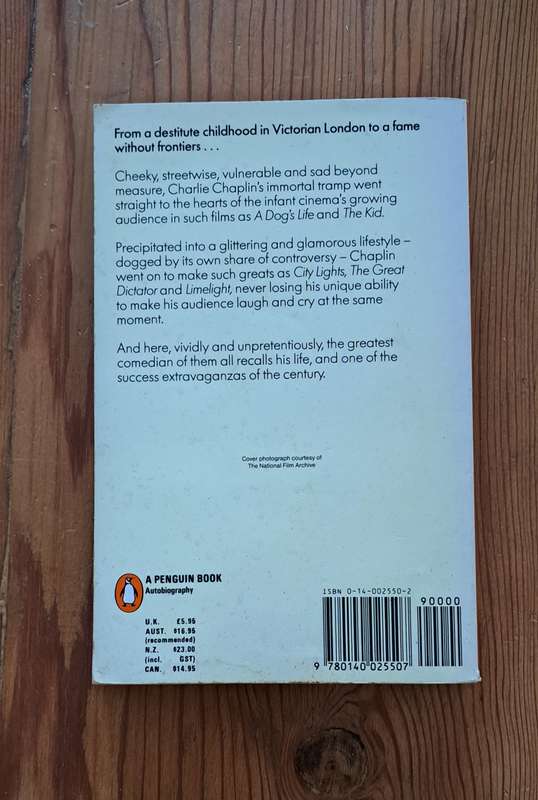 From a destitute childhood in Victorian London to a fame
without frontiers . . .
Cheeky, streetwise, vulnerable and sad beyond
measure, Charlie Chaplin's immortal tramp went
straight to the hearts of the infant cinema's growing
audience in such films as A Dog's Life and The Kid.
Precipitated into a glittering and glamorous lifestyle –
dogged by its own share of controversy – Chaplin
went on to make such greats as City Lights, The Great
Dictator and Limelight, never losing his unique ability
to make his audience laugh and cry at the same
moment.
And here, vividly and unpretentiously, the greatest
comedian of them all recalls his life, and one of the
success extravaganzas of the century.
Cover photograph courtesy of
The National Film Archive
A PENGUIN BOOK
Autobiography
U.K. £5.95
AUST. $16.95
(recommended)
N.Z. $23.00
(incl. GST)
CAN. $14.95
ISBN 0-14-002550-2
90000
9 780140 025507